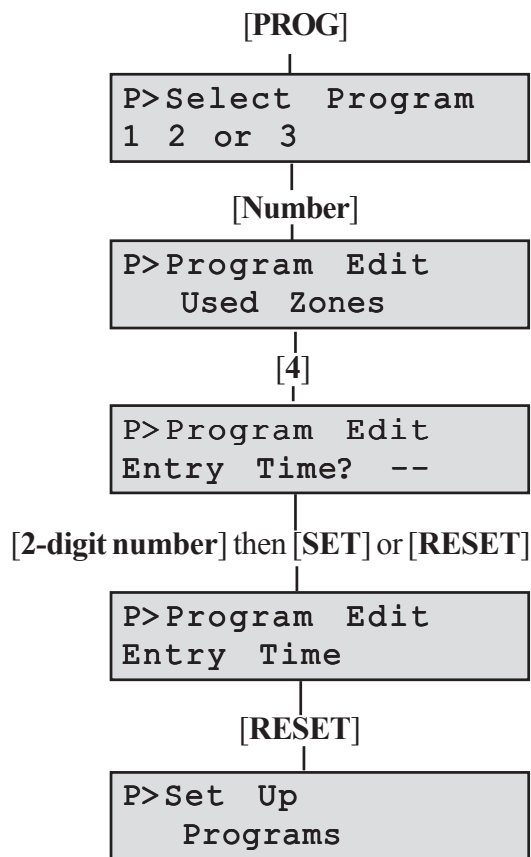 [PROG]
P>Select Program
1 2 or 3
[Number]
P>Program Edit
Used Zones
[4]
P>Program Edit
Entry Time? --
[2-digit number] then [SET] or [RESET]
P>Program Edit
Entry Time
[RESET]
P>Set Up
Programs